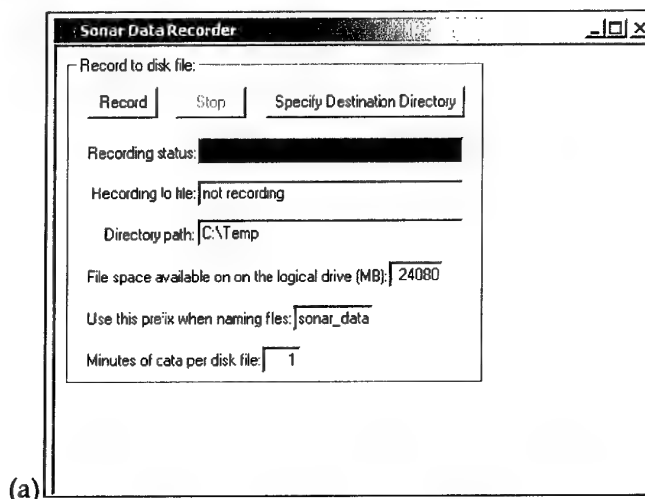 Sonar Data Recorder
Record to disk file:
Record Stop Specify Destination Directory
Recording status:
Recording to file: not recording
Directory path: C:\Temp
File space available on on the logical drive (MB): 24080
Use this prefix when naming files: sonar_data
Minutes of data per disk file: 1
(a)